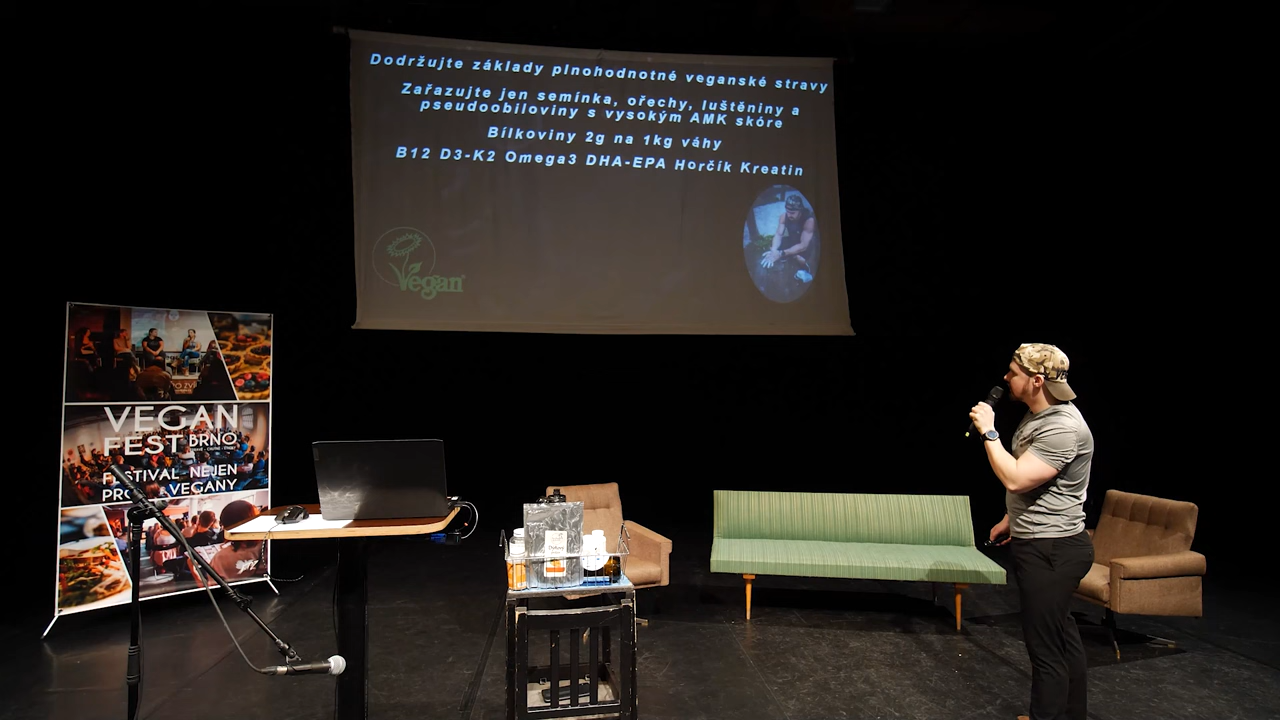 Dodržujte základy plnohodnotné veganské stravy
Zařazujte jen semínka, ořechy, luštěniny a
pseudoobiloviny s vysokým AMK skóre
Bílkoviny 2g na 1kg váhy
B12 D3-K2 Omega3 DHA-EPA Horčík Kreatin
Vegan
VEGAN
FEST BRNO
FESTIVAL NEJEN
PRO VEGANY